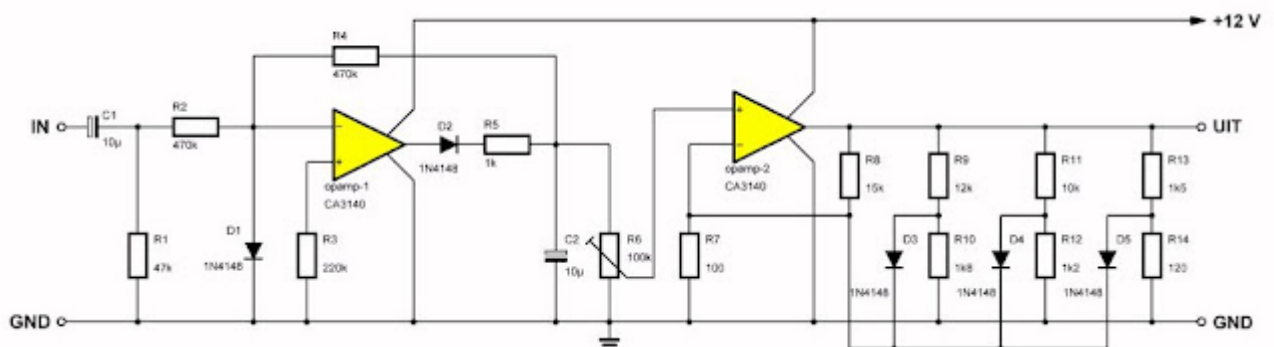 +12 V
R4
470k
IN
C1
10µ
R2
470k
D2
1N4148
R5
1k
opamp-1
CA3140
opamp-2
CA3140
UIT
R8
15k
R9
12k
R11
10k
R13
1k5
R1
47k
D1
1N4148
R3
220k
C2
10µ
R6
100k
R7
100
D3
1N4148
R10
1k8
D4
1N4148
R12
1k2
D5
1N4148
R14
120
GND
GND